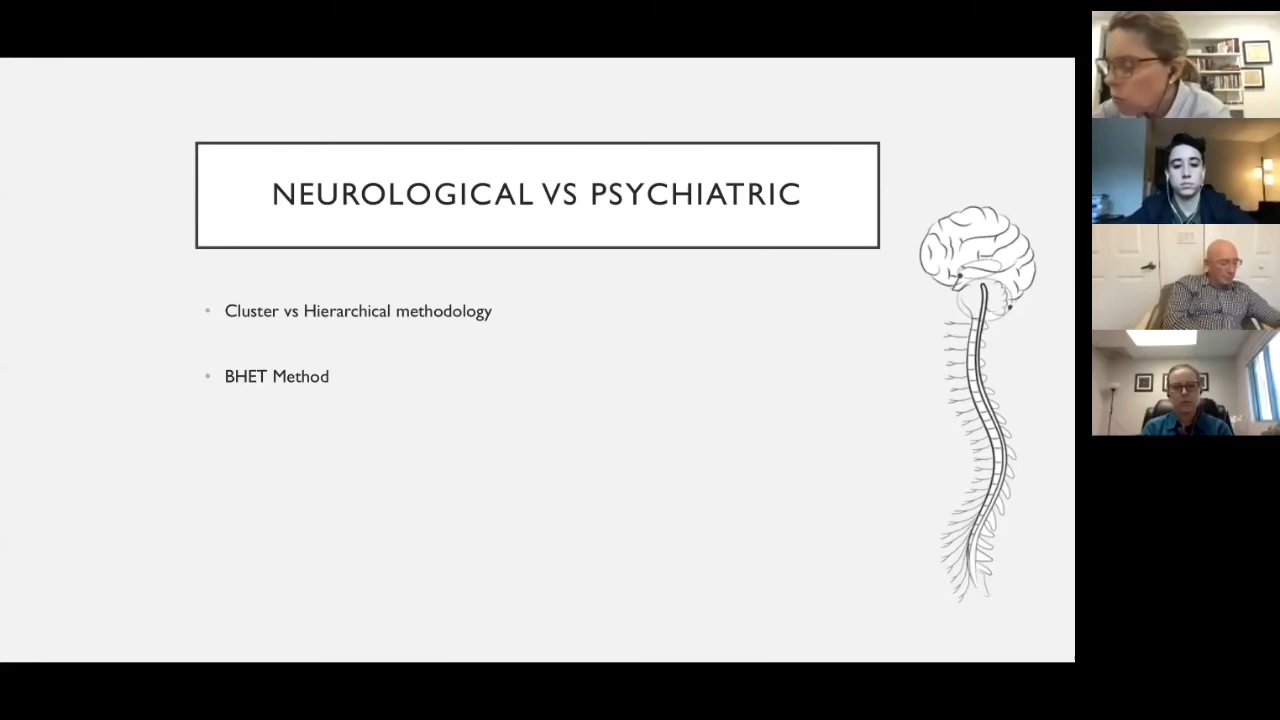 NEUROLOGICAL VS PSYCHIATRIC
Cluster vs Hierarchical methodology
BHET Method